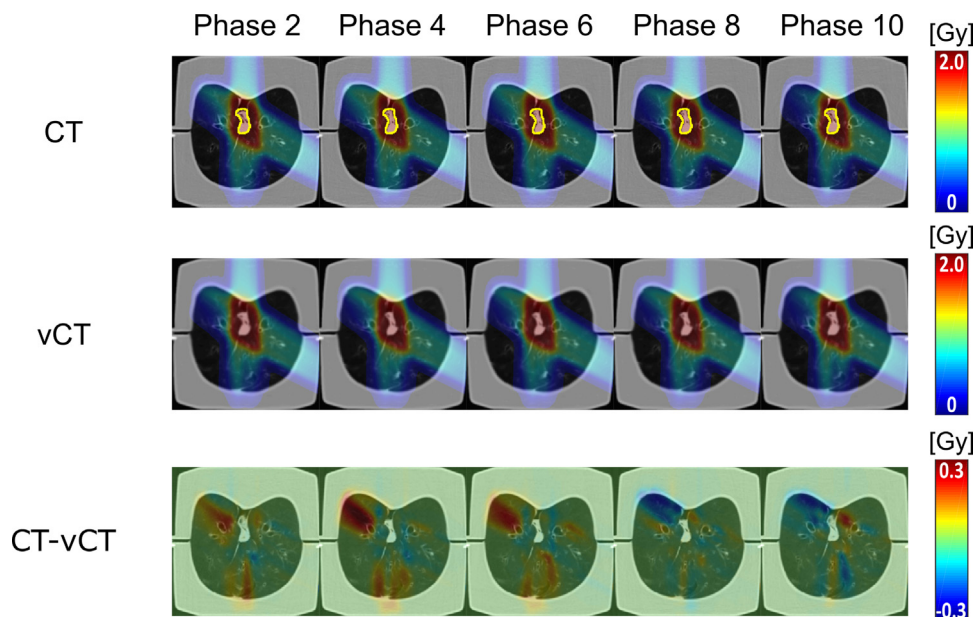 Phase 2 Phase 4 Phase 6 Phase 8 Phase 10 [Gy]
CT
2.0
0
[Gy]
vCT
2.0
0
[Gy]
CT-vCT
0.3
-0.3